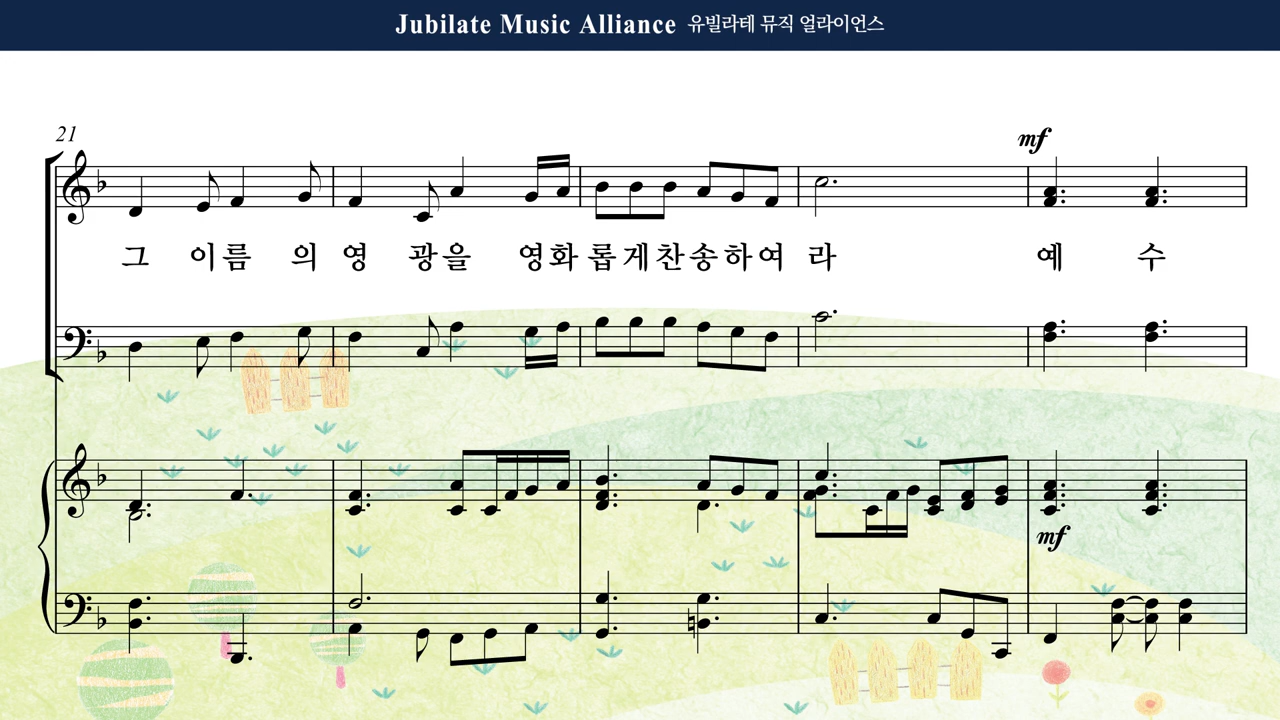 Jubilate Music Alliance 유빌라테 뮤직 얼라이언스
21
mf
그 이름 의 영 광을 영화 롭게찬송하여 라 예 수
mf